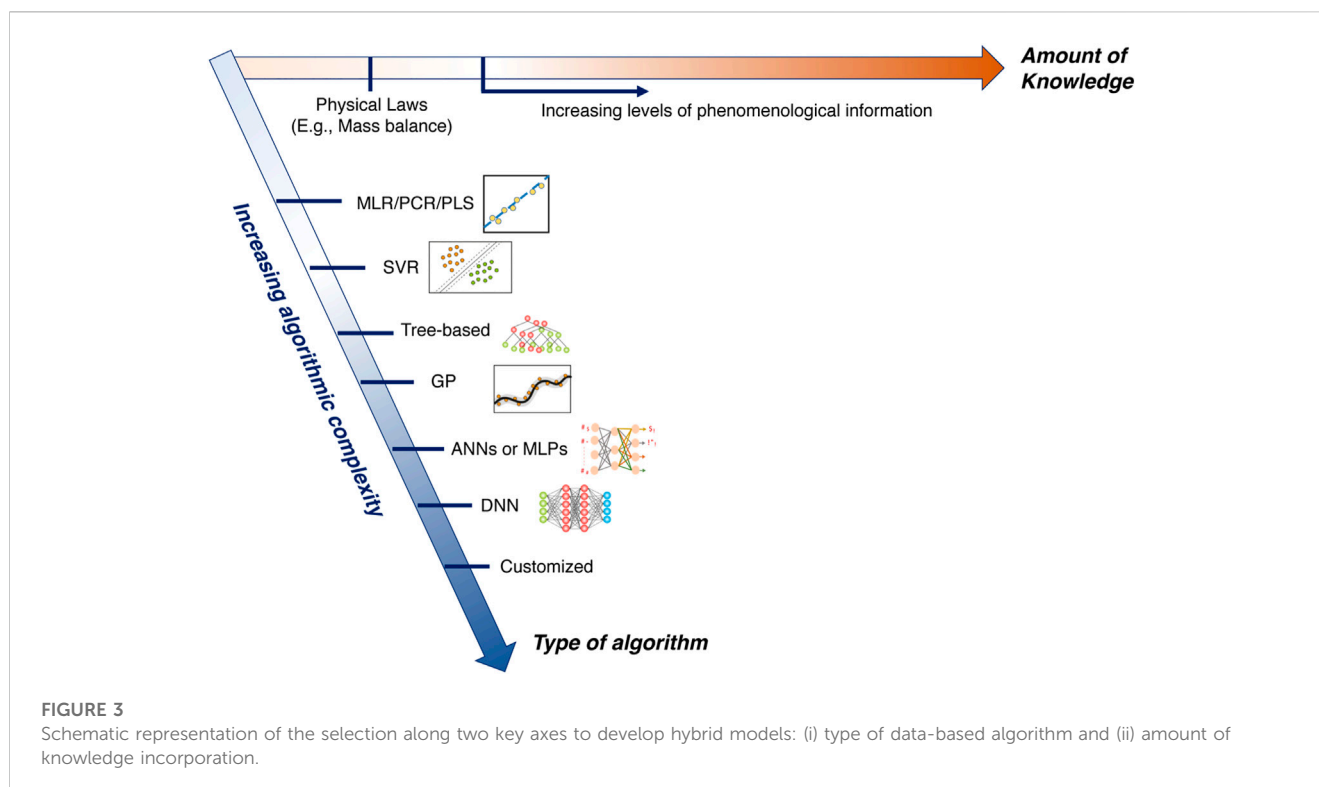 Amount of
Knowledge
Physical Laws
(E.g., Mass balance)
Increasing levels of phenomenological information
Increasing algorithmic complexity
MLR/PCR/PLS
SVR
Tree-based
GP
ANNs or MLPs
DNN
Customized
Type of algorithm
FIGURE 3
Schematic representation of the selection along two key axes to develop hybrid models: (i) type of data-based algorithm and (ii) amount of
knowledge incorporation.